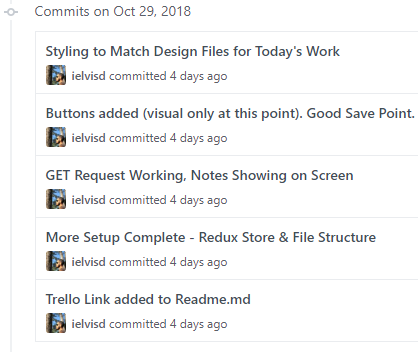 Commits on Oct 29, 2018
Styling to Match Design Files for Today's Work
ielvisd committed 4 days ago
Buttons added (visual only at this point). Good Save Point.
ielvisd committed 4 days ago
GET Request Working, Notes Showing on Screen
ielvisd committed 4 days ago
More Setup Complete - Redux Store & File Structure
ielvisd committed 4 days ago
Trello Link added to Readme.md
ielvisd committed 4 days ago